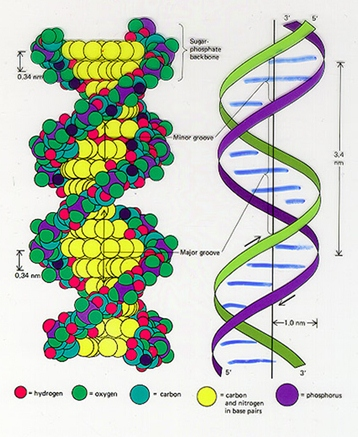 3' 5'
Sugar-
phosphate
backbone
0.34 nm
Minor groove
3.4
nm
Major groove
0.34 nm
1.0 nm
5' 3'
= hydrogen
= oxygen
= carbon
= carbon
and nitrogen
in base pairs
= phosphorus